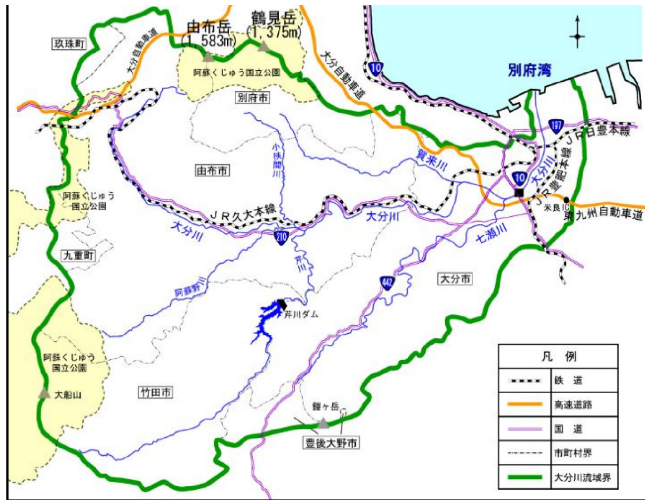 鶴見岳
(1,375m)
由布岳
(1,583m)
玖珠町
大分自動車道
阿蘇くじゅう国立公園
大分自動車道
別府湾
別府市
10
197
JR日豊本線
由布市
小挾間川
賀来川
大分川
10
JR豊肥本線
米良IC
東九州自動車道
阿蘇くじゅう
国立公園
JR久大本線
大分川
大分川
七瀬川
210
芹川
九重町
阿蘇野川
442
大分市
芹川ダム
阿蘇くじゅう
国立公園
大船山
竹田市
鎧ヶ岳
豊後大野市
凡 例
鉄 道
高速道路
国 道
市町村界
大分川流域界